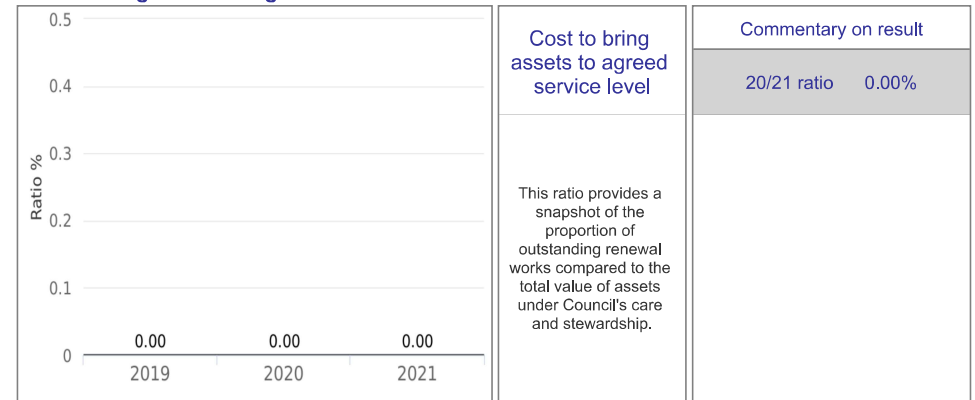 0.5
0.4
0.3
0.2
0.1
0
Ratio %
0.00
0.00
0.00
2019
2020
2021
Cost to bring
assets to agreed
service level
This ratio provides a
snapshot of the
proportion of
outstanding renewal
works compared to the
total value of assets
under Council's care
and stewardship.
Commentary on result
20/21 ratio 0.00%